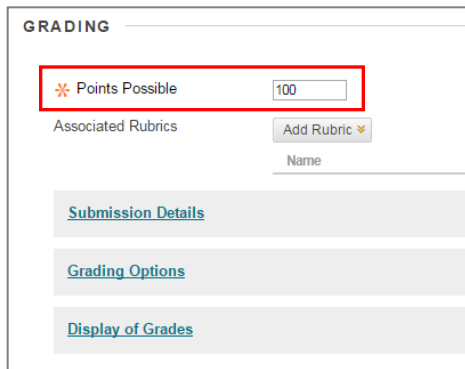 GRADING
Points Possible 100
Associated Rubrics Add Rubric
Name
Submission Details
Grading Options
Display of Grades